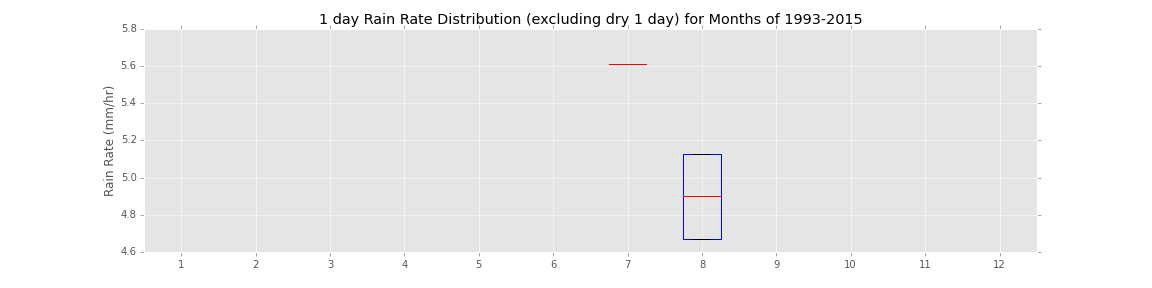 1 day Rain Rate Distribution (excluding dry 1 day) for Months of 1993-2015
Rain Rate (mm/hr)
5.8
5.6
5.4
5.2
5.0
4.8
4.6
1 2 3 4 5 6 7 8 9 10 11 12